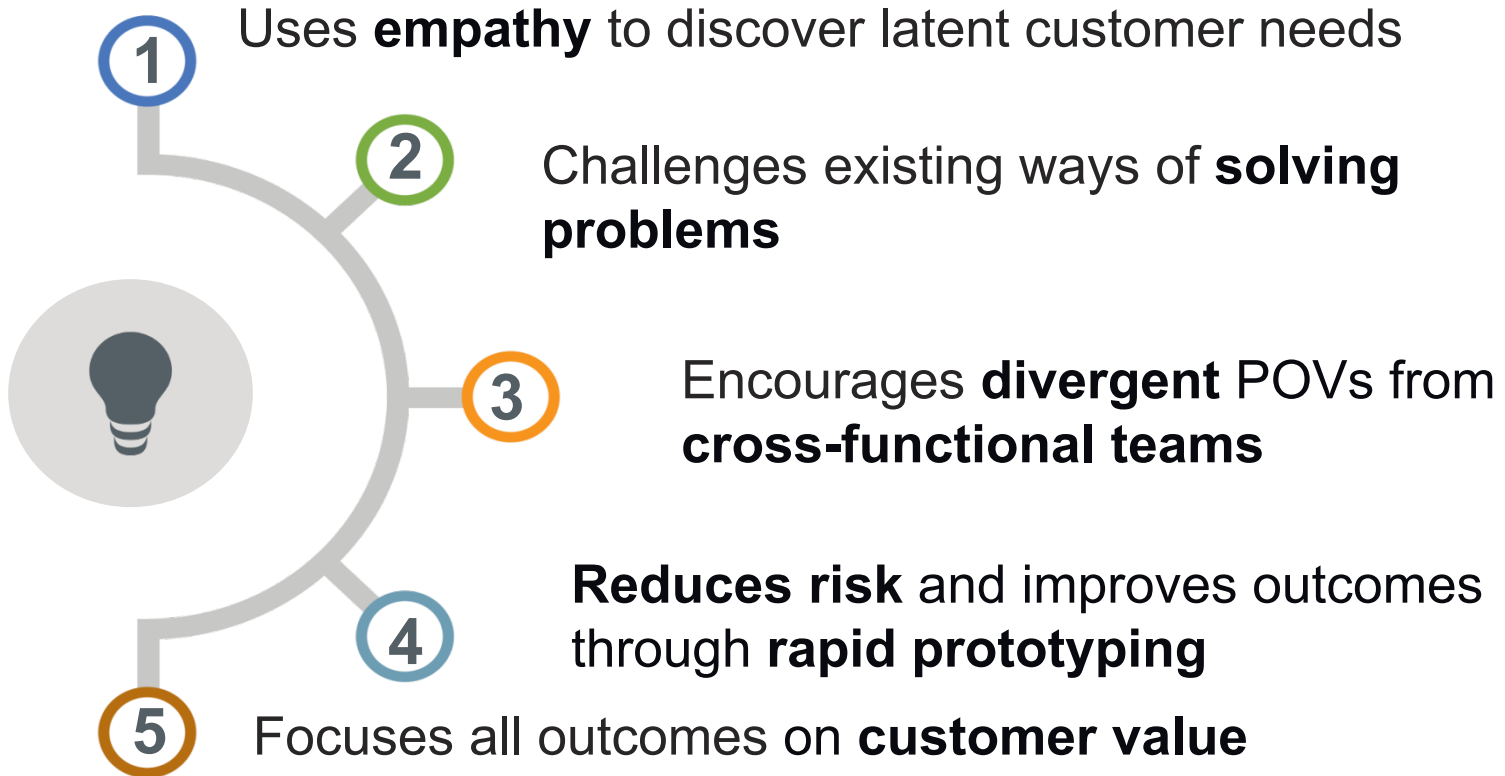 1
Uses empathy to discover latent customer needs
2
Challenges existing ways of solving
problems
3
Encourages divergent POVs from
cross-functional teams
4
Reduces risk and improves outcomes
through rapid prototyping
5
Focuses all outcomes on customer value